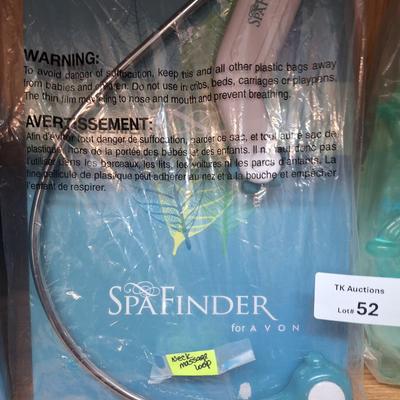 SPAFINDER
WARNING:
To avoid danger of suffocation, keep this and all other plastic bags away
from babies and children. Do not use in cribs, beds, carriages or playpens.
The thin film may cling to nose and mouth and prevent breathing.
AVERTISSEMENT:
Afin d'éviter tout danger de suffocation, garder ce sac, et tout autre sac de
plastique, hors de la portée des bébés et des enfants. Il ne faut donc pas
l'utiliser dans les berceaux, les lits, les voitures ni les parcs d'enfants. La
fine pellicule de plastique peut adhérer au nez et à la bouche et empêcher
l'enfant de respirer.
SPAFINDER
for AVON
TK Auctions
Lot# 52
Neck
massage
loop